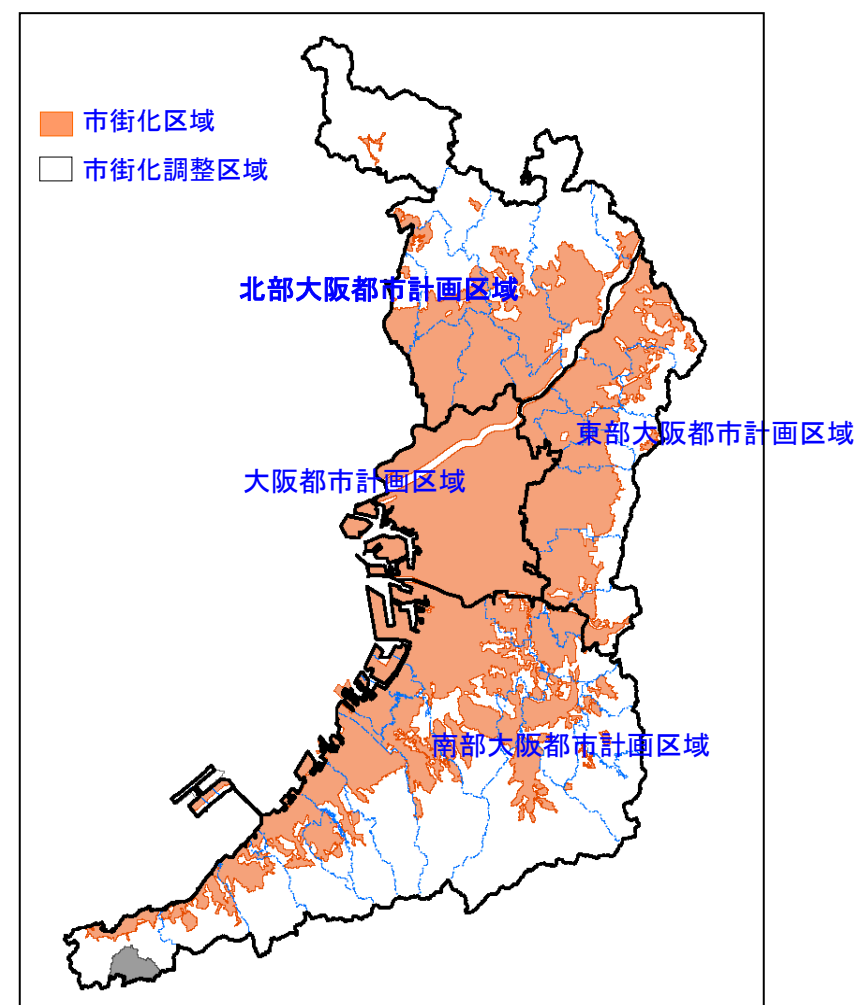 市街化区域
市街化調整区域
北部大阪都市計画区域
東部大阪都市計画区域
大阪都市計画区域
南部大阪都市計画区域